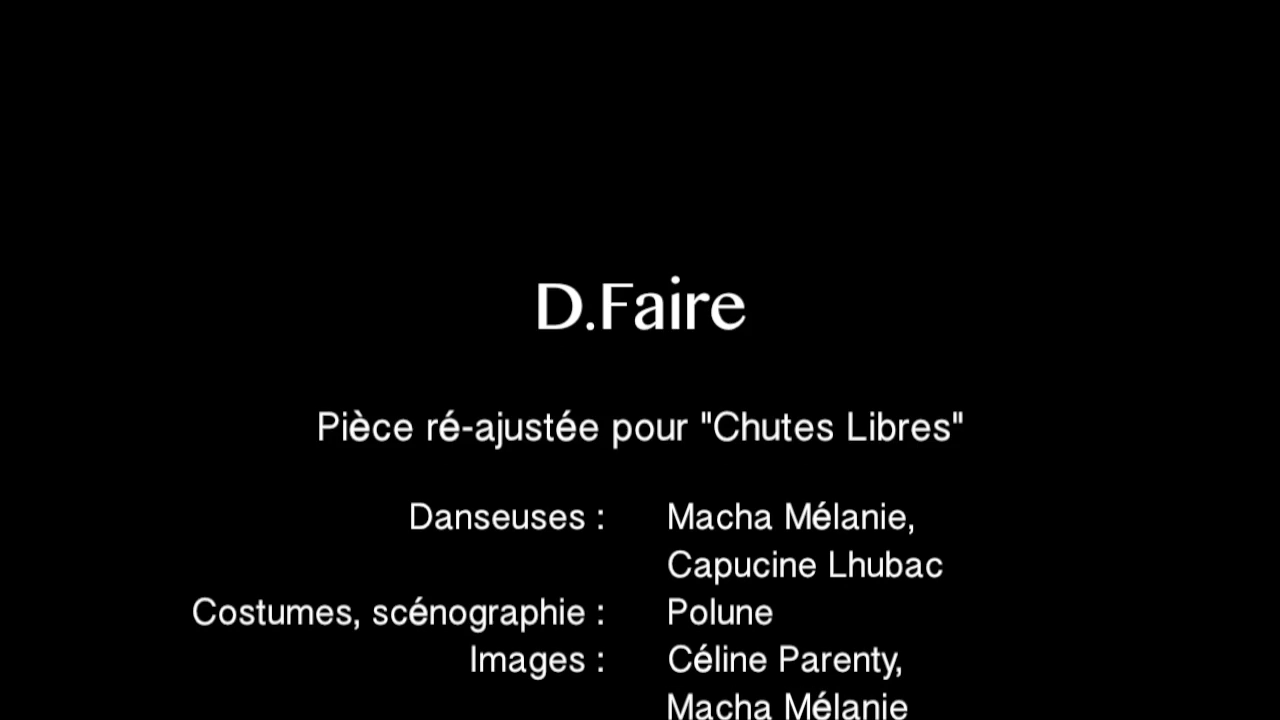 D.Faire
Pièce ré-ajustée pour "Chutes Libres"
Danseuses : Macha Mélanie,
Capucine Lhubac
Costumes, scénographie : Polune
Images : Céline Parenty,
Macha Mélanie